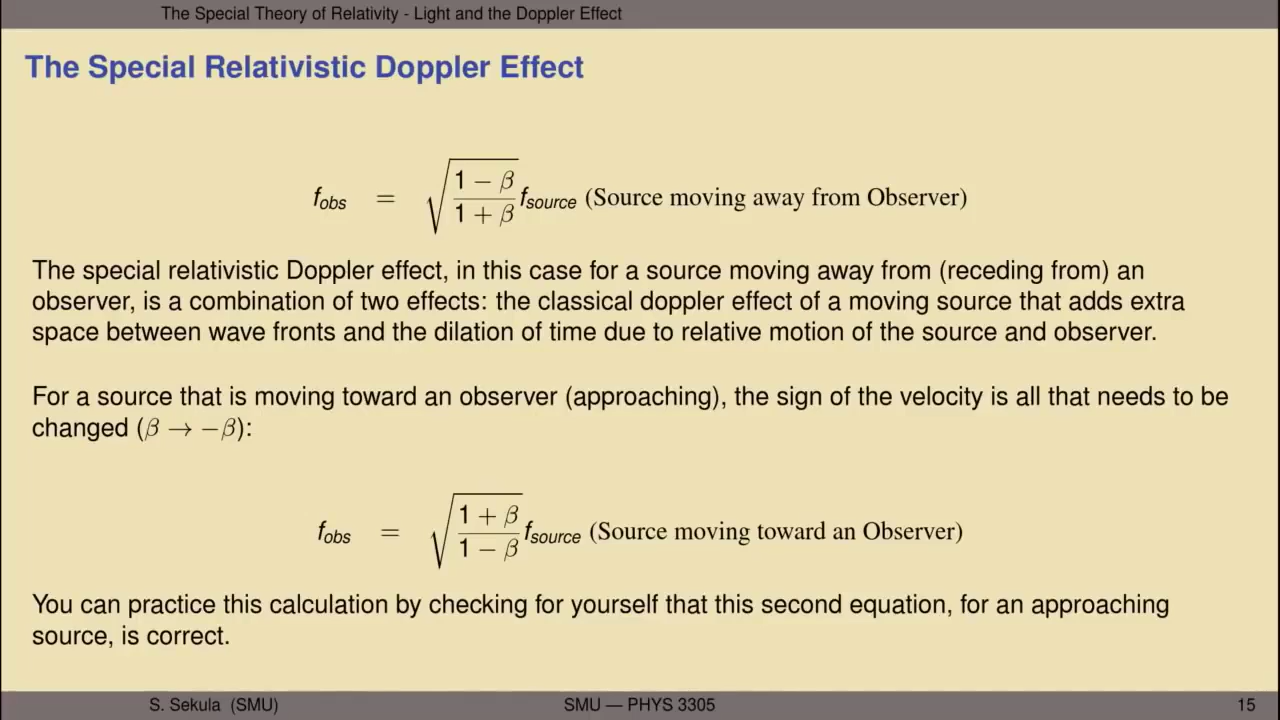 The Special Theory of Relativity - Light and the Doppler Effect
The Special Relativistic Doppler Effect
f_obs = √((1 − β)/(1 + β)) f_source (Source moving away from Observer)
The special relativistic Doppler effect, in this case for a source moving away from (receding from) an
observer, is a combination of two effects: the classical doppler effect of a moving source that adds extra
space between wave fronts and the dilation of time due to relative motion of the source and observer.
For a source that is moving toward an observer (approaching), the sign of the velocity is all that needs to be
changed (β → −β):
f_obs = √((1 + β)/(1 − β)) f_source (Source moving toward an Observer)
You can practice this calculation by checking for yourself that this second equation, for an approaching
source, is correct.
S. Sekula (SMU) SMU — PHYS 3305 15